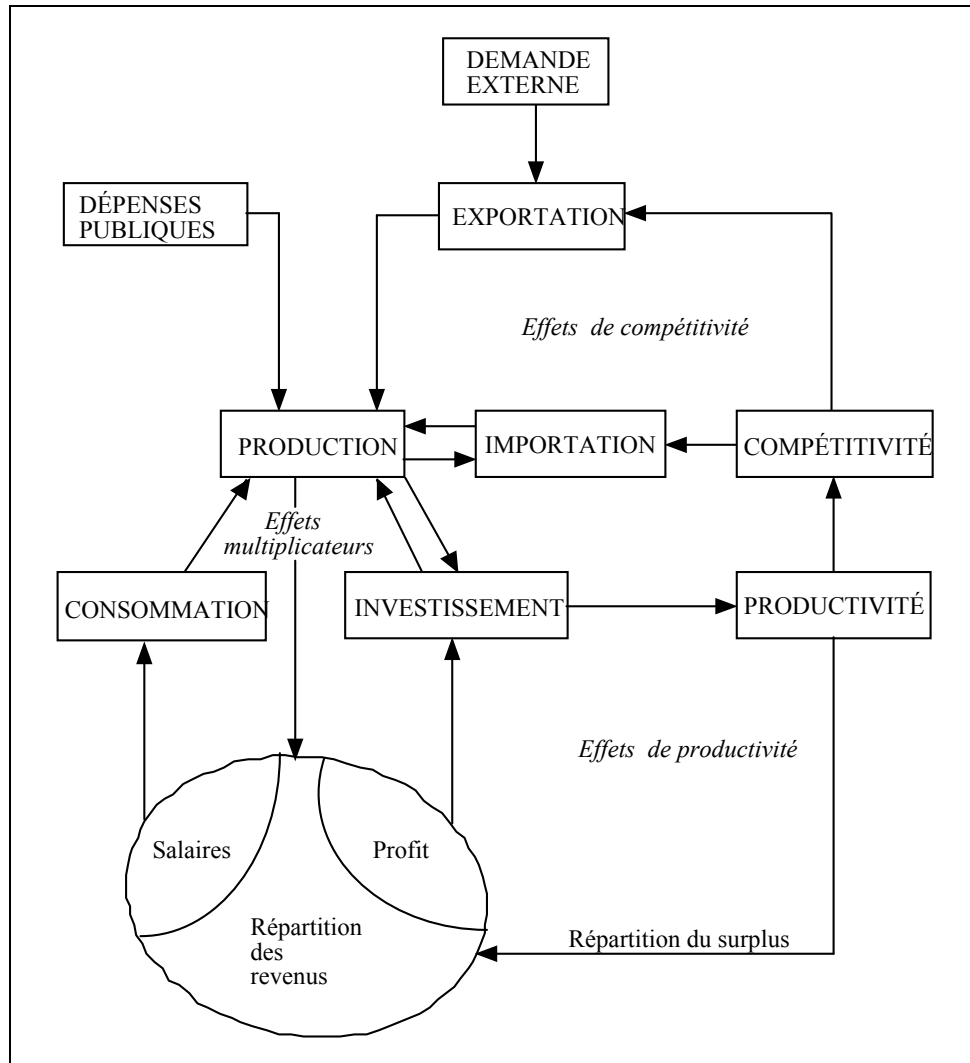 DEMANDE
EXTERNE
DÉPENSES
PUBLIQUES
EXPORTATION
Effets de compétitivité
PRODUCTION
IMPORTATION
COMPÉTITIVITÉ
Effets
multiplicateurs
CONSOMMATION
INVESTISSEMENT
PRODUCTIVITÉ
Effets de productivité
Salaires
Profit
Répartition
des
revenus
Répartition du surplus